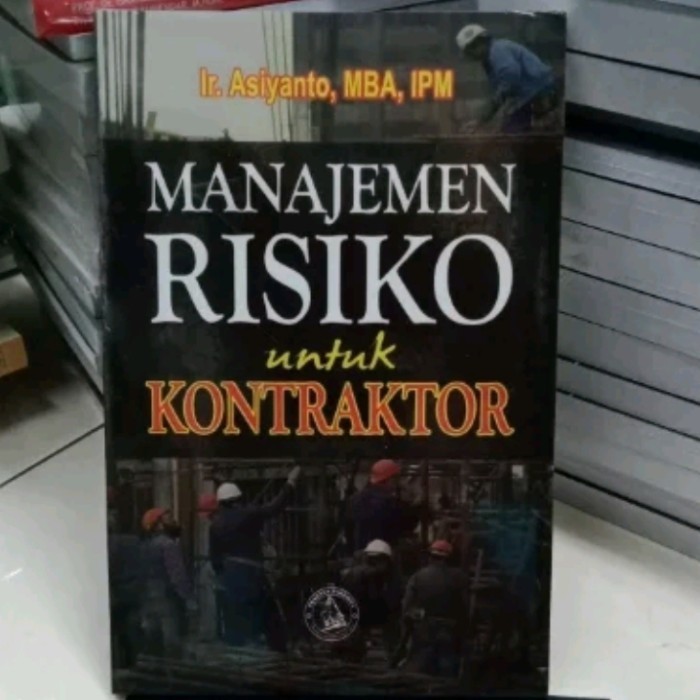 Ir. Asiyanto, MBA, IPM
MANAJEMEN
RISIKO
untuk
KONTRAKTOR